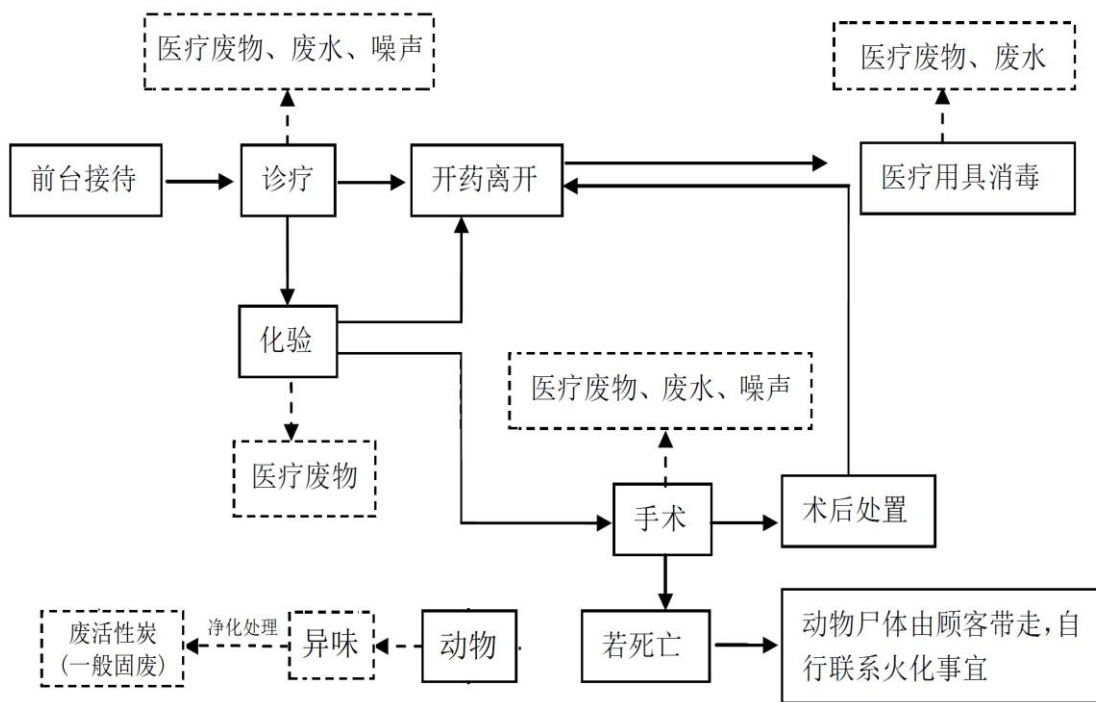 医疗废物、废水、噪声
医疗废物、废水
前台接待
诊疗
开药离开
医疗用具消毒
化验
医疗废物、废水、噪声
医疗废物
手术
术后处置
废活性炭
(一般固废)
净化处理
异味
动物
若死亡
动物尸体由顾客带走,自
行联系火化事宜